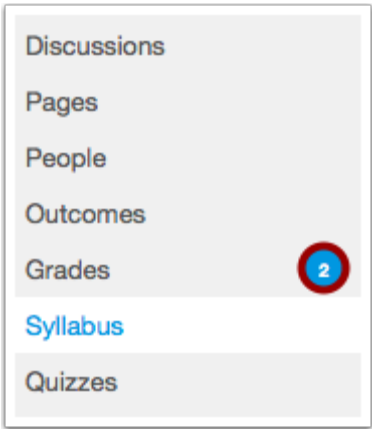 Discussions
Pages
People
Outcomes
Grades 2
Syllabus
Quizzes